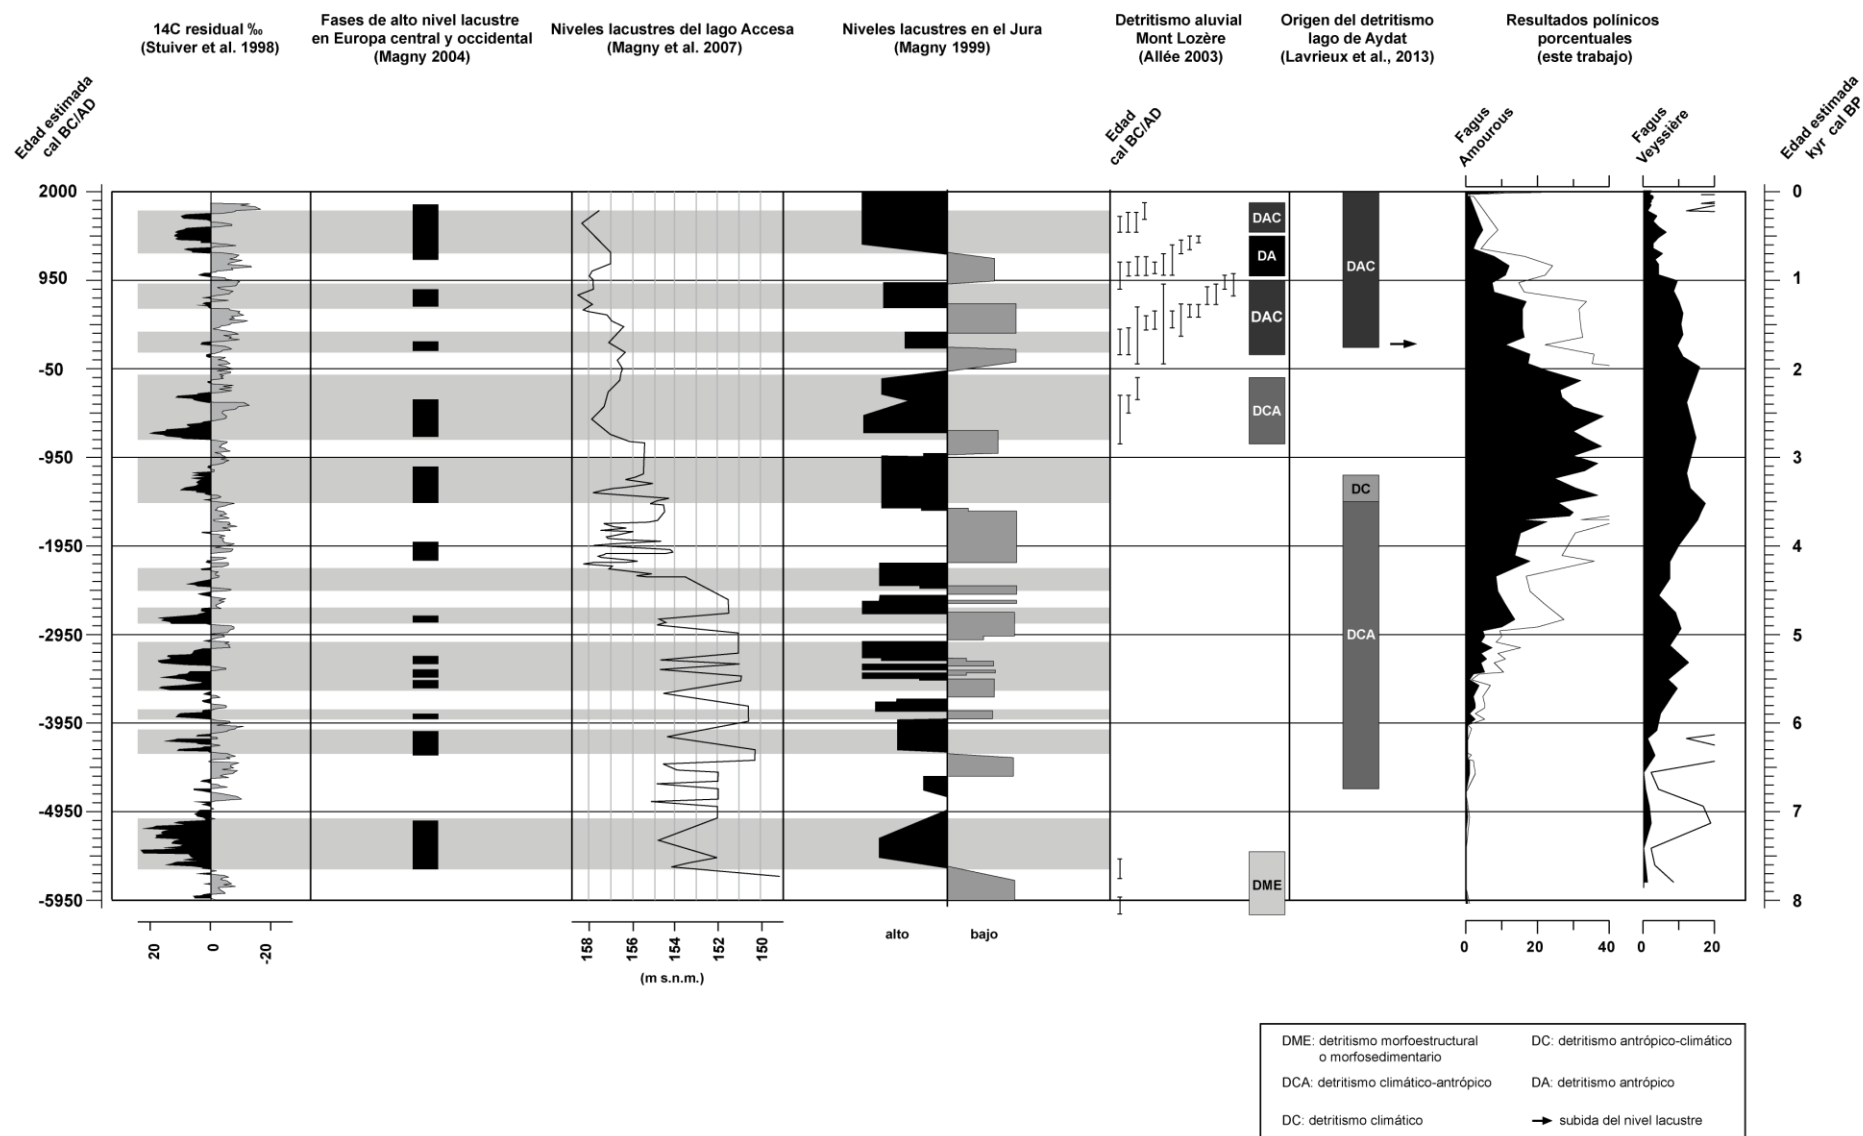 14C residual ‰
(Stuiver et al. 1998)
Fases de alto nivel lacustre
en Europa central y occidental
(Magny 2004)
Niveles lacustres del lago Accesa
(Magny et al. 2007)
Niveles lacustres en el Jura
(Magny 1999)
Detritismo aluvial
Mont Lozère
(Allée 2003)
Origen del detritismo
lago de Aydat
(Lavrieux et al., 2013)
Resultados polínicos
porcentuales
(este trabajo)
Edad estimada
cal BC/AD
Edad
cal BC/AD
Fagus
Amourous
Fagus
Veyssière
Edad estimada
kyr cal BP
2000
950
-50
-950
-1950
-2950
-3950
-4950
-5950
DAC
DA
DAC
DCA
DME
DAC
DC
DCA
0
1
2
3
4
5
6
7
8
20
0
-20
158
156
154
152
150
(m s.n.m.)
alto
bajo
0
20
40
0
20
DME: detritismo morfoestructural
o morfosedimentario
DCA: detritismo climático-antrópico
DC: detritismo climático
DC: detritismo antrópico-climático
DA: detritismo antrópico
subida del nivel lacustre